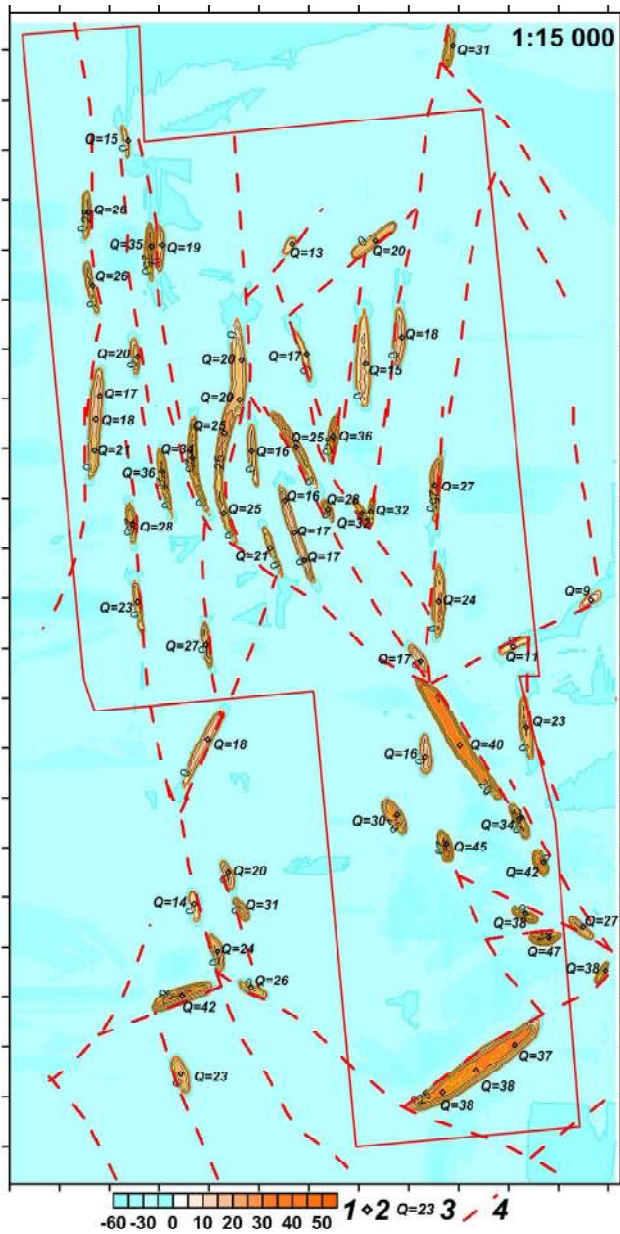 1:15 000
Q=31
Q=15
Q=26
Q=35
Q=19
Q=13
Q=20
Q=26
Q=18
Q=20
Q=20
Q=17
Q=15
Q=17
Q=20
Q=18
Q=25
Q=25
Q=36
Q=21
Q=34
Q=16
Q=36
Q=27
Q=16
Q=28
Q=25
Q=32
Q=32
Q=28
Q=17
Q=21
Q=17
Q=23
Q=24
Q=9
Q=27
Q=11
Q=17
Q=23
Q=18
Q=40
Q=16
Q=30
Q=34
Q=45
Q=42
Q=20
Q=14
Q=31
Q=38
Q=27
Q=24
Q=47
Q=38
Q=26
Q=42
Q=37
Q=23
Q=38
Q=38
1 2 Q=23 3 4
-60 -30 0 10 20 30 40 50